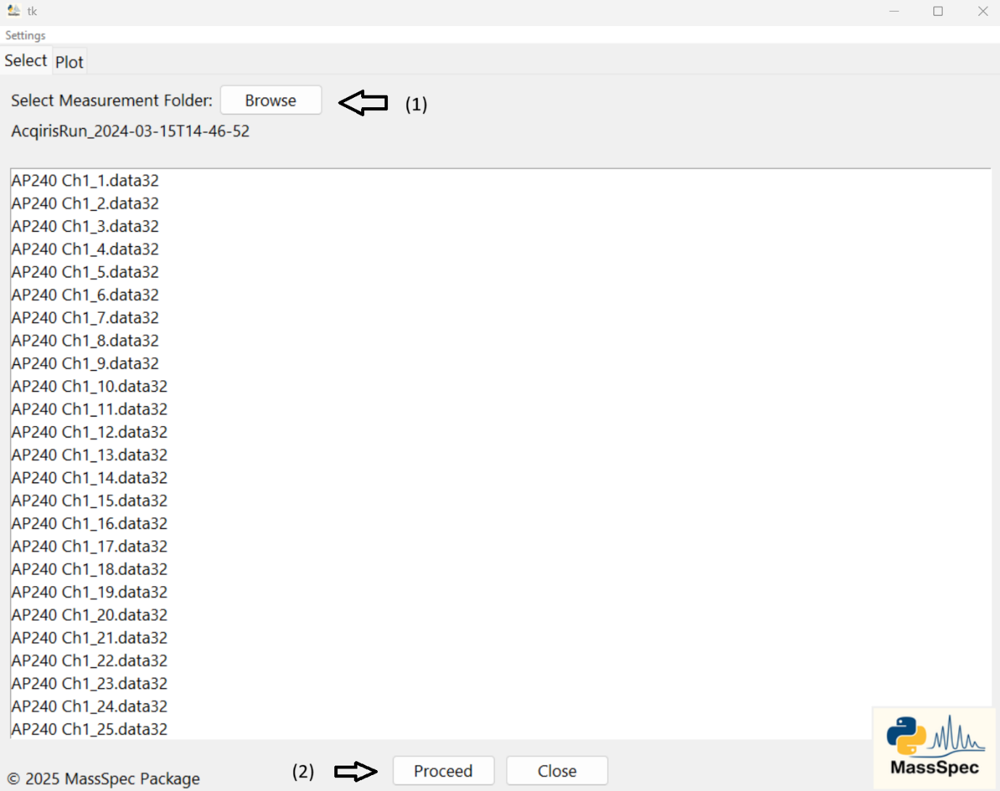 tk
Settings
Select Plot
Select Measurement Folder: Browse (1)
AcqirisRun_2024-03-15T14-46-52
AP240 Ch1_1.data32
AP240 Ch1_2.data32
AP240 Ch1_3.data32
AP240 Ch1_4.data32
AP240 Ch1_5.data32
AP240 Ch1_6.data32
AP240 Ch1_7.data32
AP240 Ch1_8.data32
AP240 Ch1_9.data32
AP240 Ch1_10.data32
AP240 Ch1_11.data32
AP240 Ch1_12.data32
AP240 Ch1_13.data32
AP240 Ch1_14.data32
AP240 Ch1_15.data32
AP240 Ch1_16.data32
AP240 Ch1_17.data32
AP240 Ch1_18.data32
AP240 Ch1_19.data32
AP240 Ch1_20.data32
AP240 Ch1_21.data32
AP240 Ch1_22.data32
AP240 Ch1_23.data32
AP240 Ch1_24.data32
AP240 Ch1_25.data32
MassSpec
(2) Proceed Close
© 2025 MassSpec Package